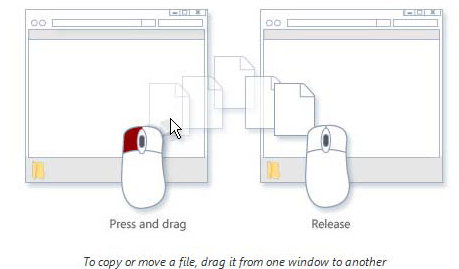 Press and drag
Release
To copy or move a file, drag it from one window to another